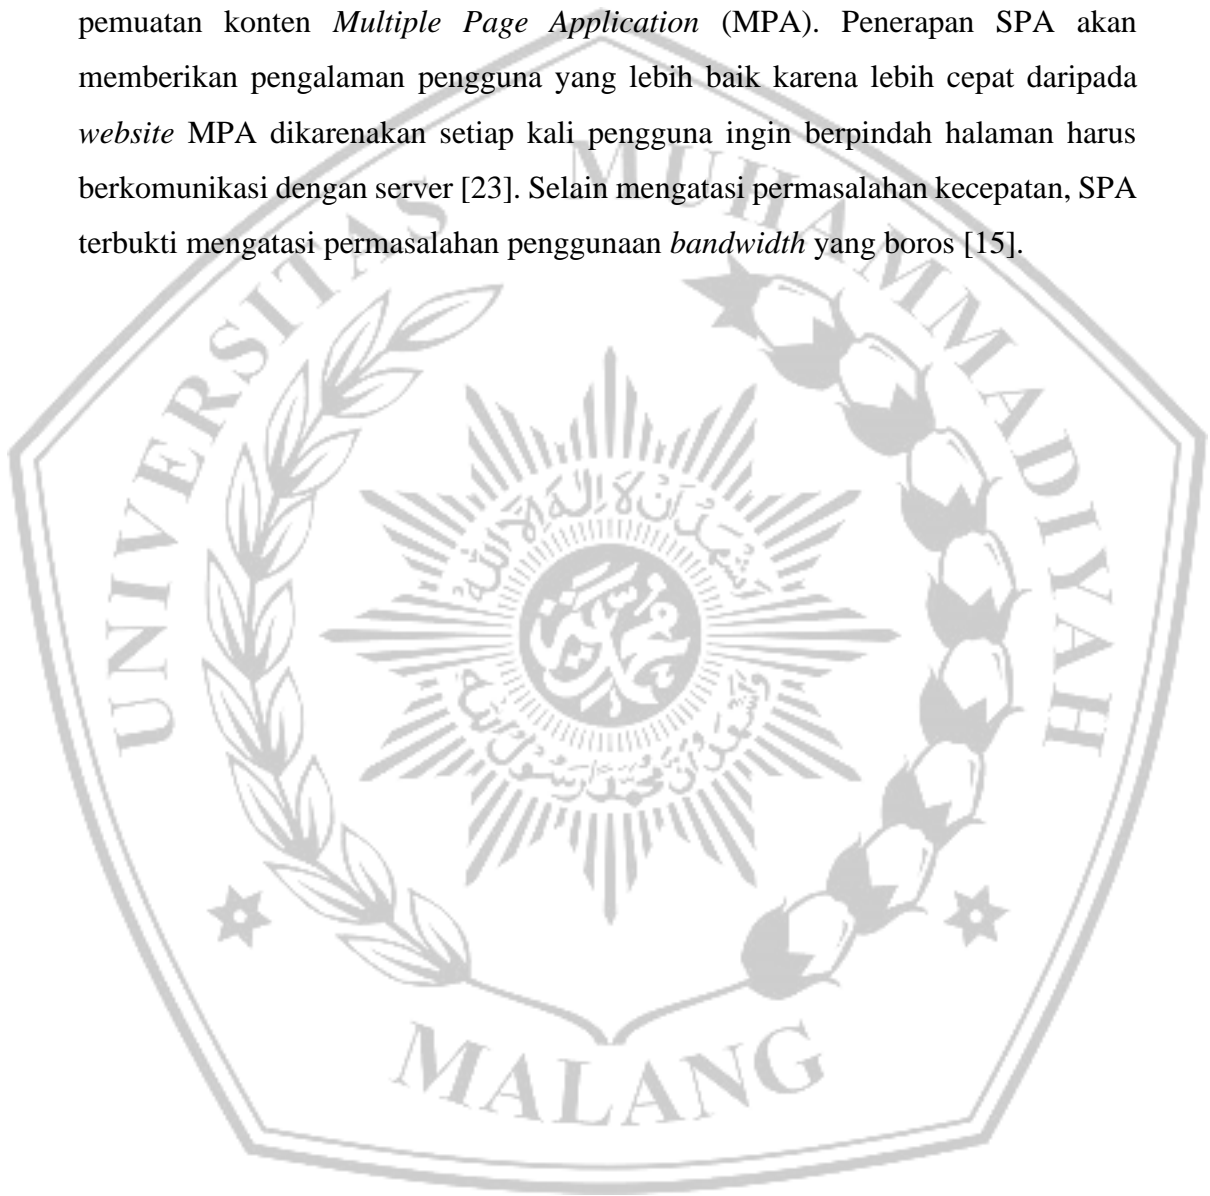 pemuatan konten Multiple Page Application (MPA). Penerapan SPA akan
memberikan pengalaman pengguna yang lebih baik karena lebih cepat daripada
website MPA dikarenakan setiap kali pengguna ingin berpindah halaman harus
berkomunikasi dengan server [23]. Selain mengatasi permasalahan kecepatan, SPA
terbukti mengatasi permasalahan penggunaan bandwidth yang boros [15].
UNIVERSITAS MUHAMMADIYAH
MALANG